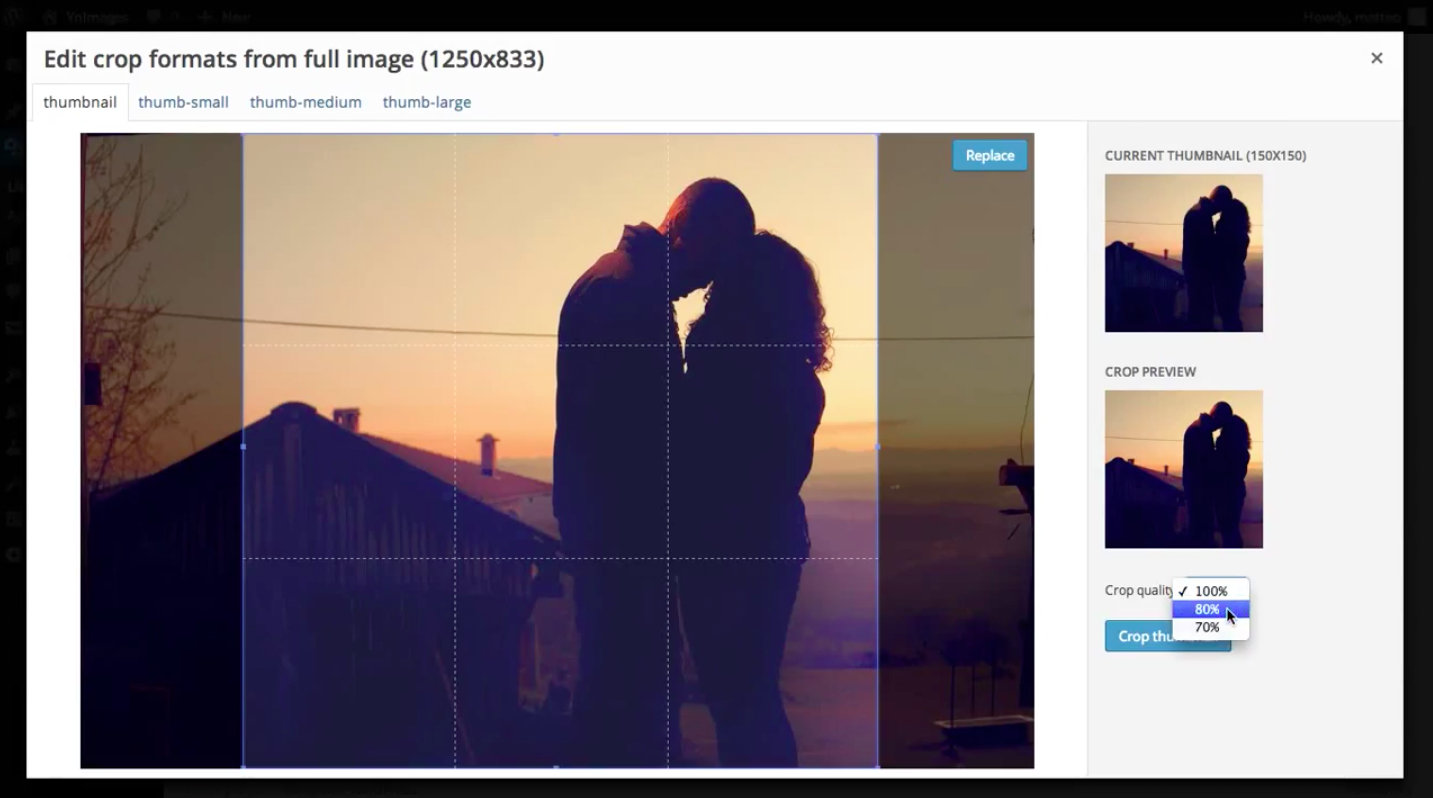 YoImages
New
Howdy, matteo
Edit crop formats from full image (1250x833)
×
thumbnail thumb-small thumb-medium thumb-large
Replace
CURRENT THUMBNAIL (150X150)
CROP PREVIEW
Crop quality
✓ 100%
80%
70%
Crop thu